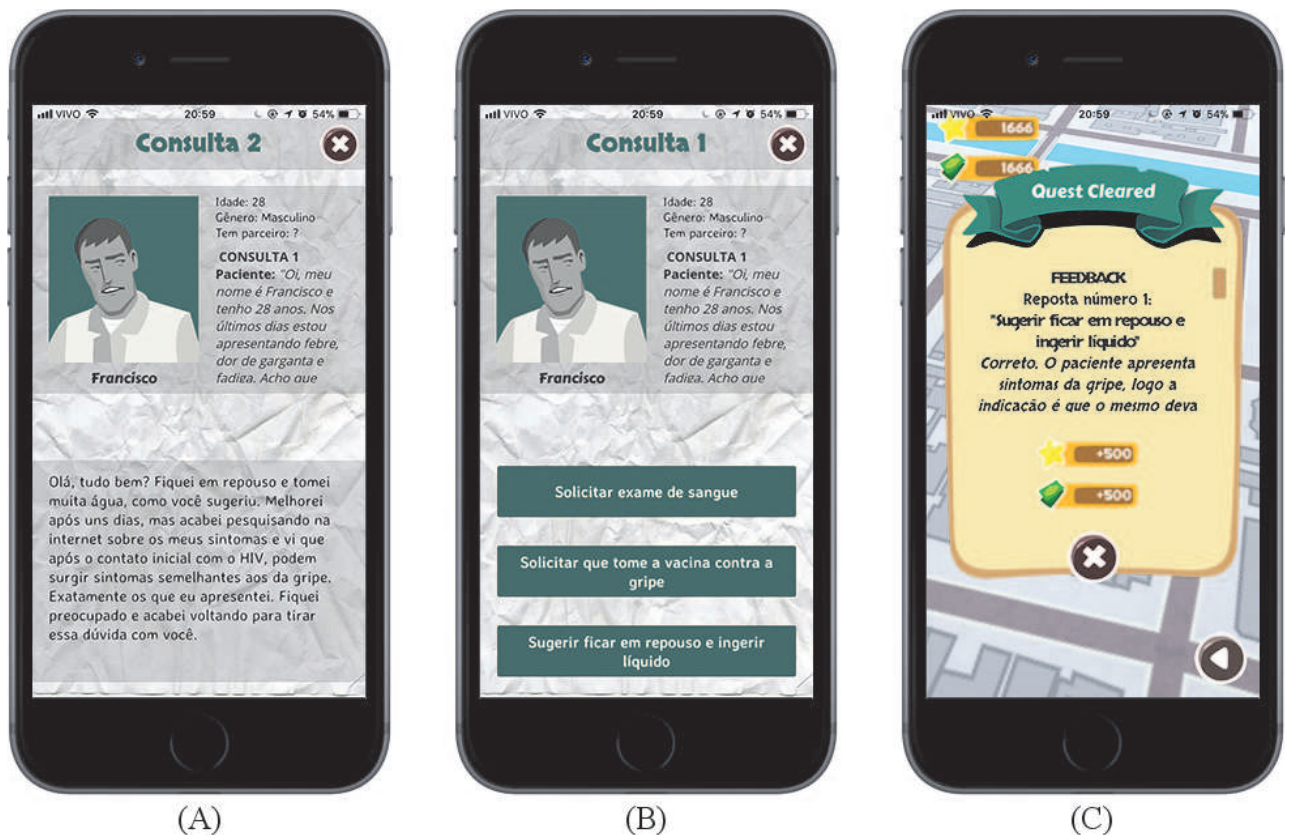 VIVO 20:59 54%
Consulta 2
Idade: 28
Gênero: Masculino
Tem parceiro: ?
CONSULTA 1
Paciente: "Oi, meu
nome é Francisco e
tenho 28 anos. Nos
últimos dias estou
apresentando febre,
dor de garganta e
fadiga. Acho que
Francisco
Olá, tudo bem? Fiquei em repouso e tomei
muita água, como você sugeriu. Melhorei
após uns dias, mas acabei pesquisando na
internet sobre os meus sintomas e vi que
após o contato inicial com o HIV, podem
surgir sintomas semelhantes aos da gripe.
Exatamente os que eu apresentei. Fiquei
preocupado e acabei voltando para tirar
essa dúvida com você.
(A)
VIVO 20:59 54%
Consulta 1
Idade: 28
Gênero: Masculino
Tem parceiro: ?
CONSULTA 1
Paciente: "Oi, meu
nome é Francisco e
tenho 28 anos. Nos
últimos dias estou
apresentando febre,
dor de garganta e
fadiga. Acho que
Francisco
Solicitar exame de sangue
Solicitar que tome a vacina contra a
gripe
Sugerir ficar em repouso e ingerir
líquido
(B)
VIVO 20:59 54%
1666
1666
Quest Cleared
FEEDBACK
Reposta número 1:
"Sugerir ficar em repouso e
ingerir líquido"
Correto. O paciente apresenta
sintomas da gripe, logo a
indicação é que o mesmo deva
+500
+500
(C)